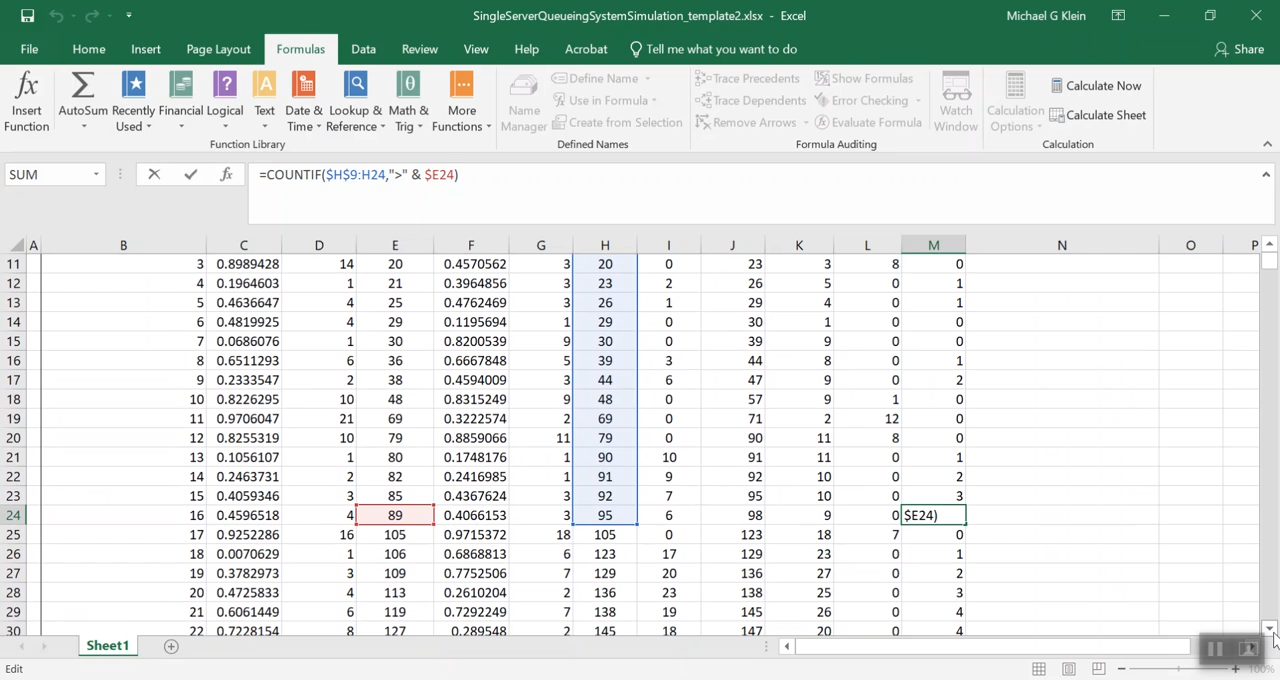 SingleServerQueueingSystemSimulation_template2.xlsx - Excel Michael G Klein
File Home Insert Page Layout Formulas Data Review View Help Acrobat Tell me what you want to do Share
fx Insert Function
Σ AutoSum
Recently Used
Financial
Logical
Text
Date & Time
Lookup & Reference
Math & Trig
More Functions
Function Library
Name Manager
Define Name
Use in Formula
Create from Selection
Defined Names
Trace Precedents
Trace Dependents
Remove Arrows
Show Formulas
Error Checking
Evaluate Formula
Formula Auditing
Watch Window
Calculation Options
Calculate Now
Calculate Sheet
Calculation
SUM fx =COUNTIF($H$9:H24,">" & $E24)
A B C D E F G H I J K L M N O P
11 3 0.8989428 14 20 0.4570562 3 20 0 23 3 8 0
12 4 0.1964603 1 21 0.3964856 3 23 2 26 5 0 1
13 5 0.4636647 4 25 0.4762469 3 26 1 29 4 0 1
14 6 0.4819925 4 29 0.1195694 1 29 0 30 1 0 0
15 7 0.0686076 1 30 0.8200539 9 30 0 39 9 0 0
16 8 0.6511293 6 36 0.6667848 5 39 3 44 8 0 1
17 9 0.2333547 2 38 0.4594009 3 44 6 47 9 0 2
18 10 0.8226295 10 48 0.8315249 9 48 0 57 9 1 0
19 11 0.9706047 21 69 0.3222574 2 69 0 71 2 12 0
20 12 0.8255319 10 79 0.8859066 11 79 0 90 11 8 0
21 13 0.1056107 1 80 0.1748176 1 90 10 91 11 0 1
22 14 0.2463731 2 82 0.2416985 1 91 9 92 10 0 2
23 15 0.4059346 3 85 0.4367624 3 92 7 95 10 0 3
24 16 0.4596518 4 89 0.4066153 3 95 6 98 9 0 $E24)
25 17 0.9252286 16 105 0.9715372 18 105 0 123 18 7 0
26 18 0.0070629 1 106 0.6868813 6 123 17 129 23 0 1
27 19 0.3782973 3 109 0.7752506 7 129 20 136 27 0 2
28 20 0.4725833 4 113 0.2610204 2 136 23 138 25 0 3
29 21 0.6061449 6 119 0.7292249 7 138 19 145 26 0 4
30 22 0.7228154 8 127 0.289548 2 145 18 147 20 0 4
Sheet1
Edit 100%